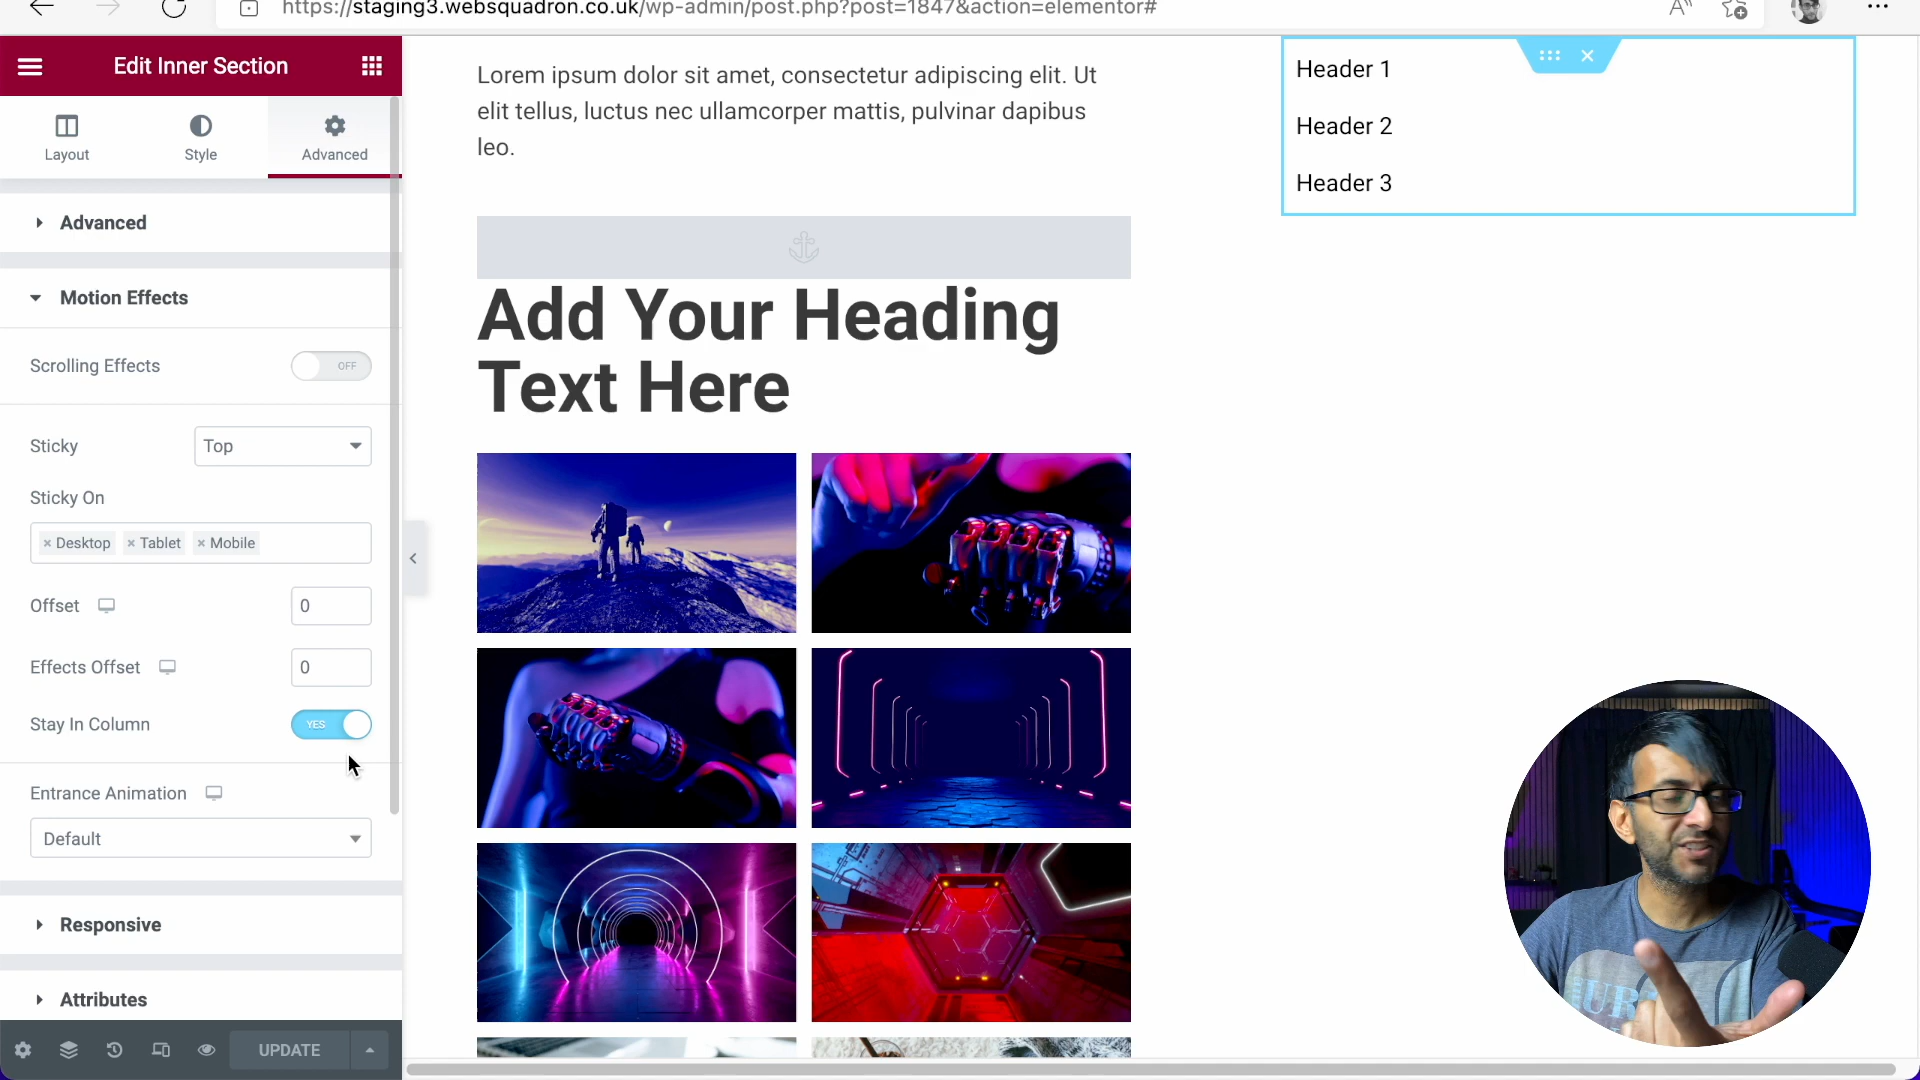 https://staging3.websquadron.co.uk/wp-admin/post.php?post=1847&action=elementor#
Edit Inner Section
Layout
Style
Advanced
Advanced
Motion Effects
Scrolling Effects
OFF
Sticky
Top
Sticky On
× Desktop × Tablet × Mobile
Offset
0
Effects Offset
0
Stay In Column
YES
Entrance Animation
Default
Responsive
Attributes
UPDATE
Lorem ipsum dolor sit amet, consectetur adipiscing elit. Ut
elit tellus, luctus nec ullamcorper mattis, pulvinar dapibus
leo.
Add Your Heading
Text Here
Header 1
Header 2
Header 3